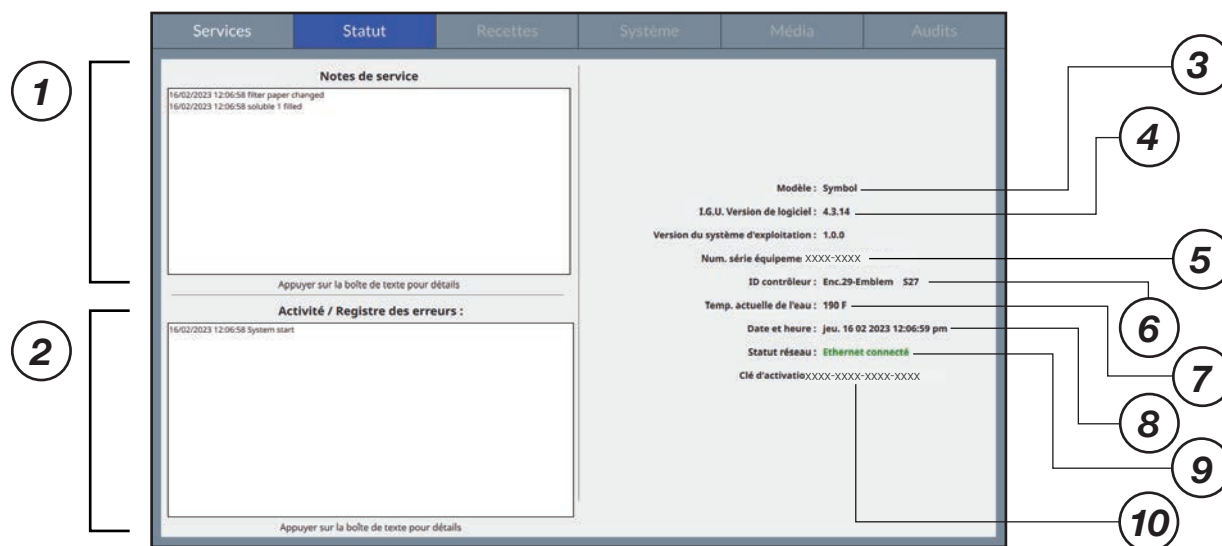 Services Statut Recettes Système Média Audits
Notes de service
16/02/2023 12:06:58 filter paper changed
16/02/2023 12:06:58 soluble 1 filled
Appuyer sur la boîte de texte pour détails
Activité / Registre des erreurs :
16/02/2023 12:06:58 System start
Appuyer sur la boîte de texte pour détails
Modèle : Symbol
I.G.U. Version de logiciel : 4.3.14
Version du système d'exploitation : 1.0.0
Num. série équipeme XXXX-XXXX
ID contrôleur : Enc.29-Emblem S27
Temp. actuelle de l'eau : 190 F
Date et heure : jeu. 16 02 2023 12:06:59 pm
Statut réseau : Ethernet connecté
Clé d'activatio XXXX-XXXX-XXXX-XXXX
1
2
3
4
5
6
7
8
9
10